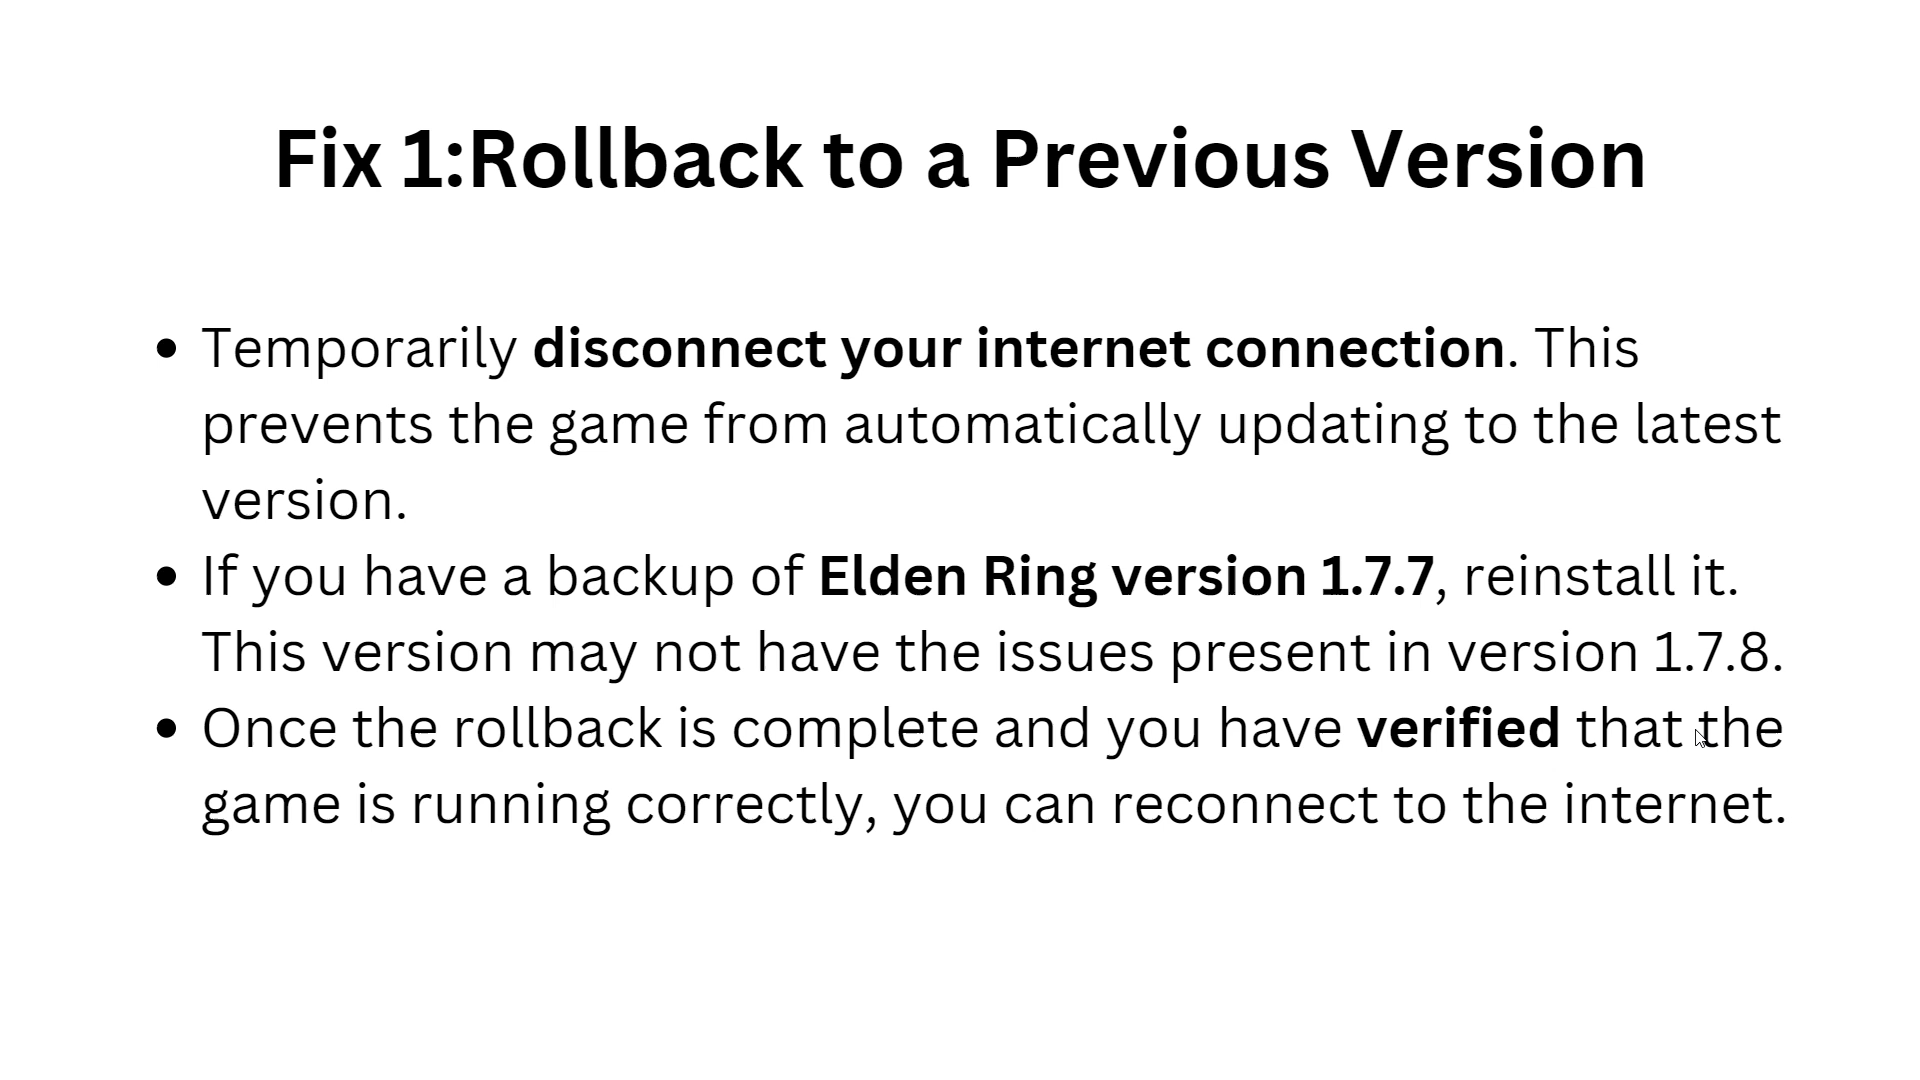 Fix 1:Rollback to a Previous Version
• Temporarily disconnect your internet connection. This
prevents the game from automatically updating to the latest
version.
• If you have a backup of Elden Ring version 1.7.7, reinstall it.
This version may not have the issues present in version 1.7.8.
• Once the rollback is complete and you have verified that the
game is running correctly, you can reconnect to the internet.